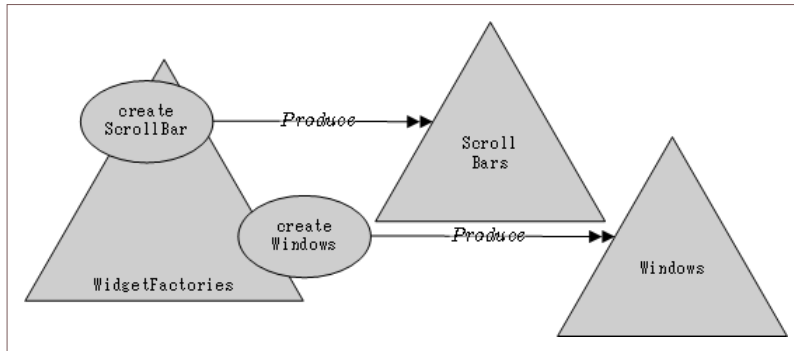 create
ScrollBar
Produce
Scroll
Bars
create
Windows
Produce
Windows
WidgetFactories